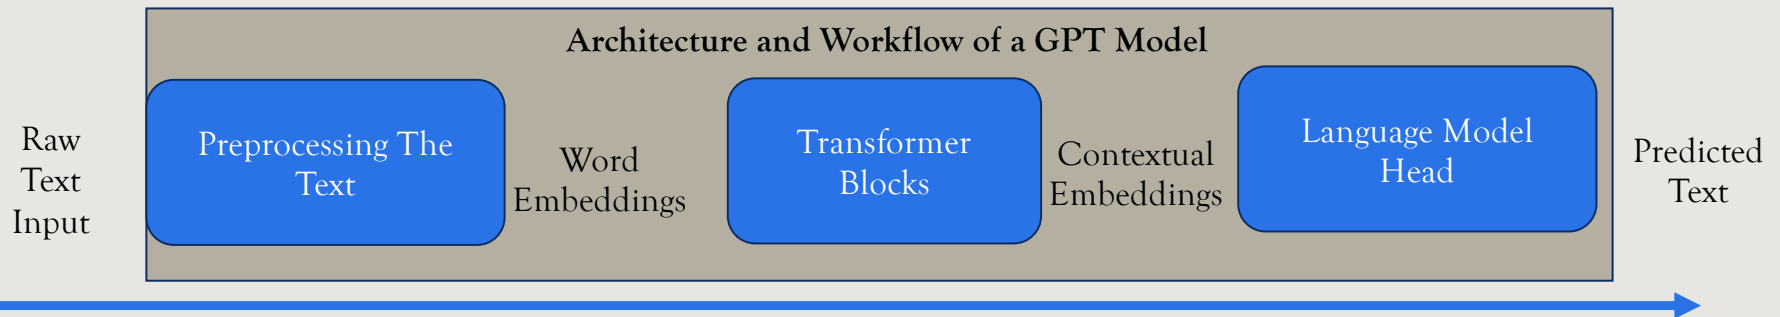 Architecture and Workflow of a GPT Model
Raw
Text
Input
Preprocessing The
Text
Word
Embeddings
Transformer
Blocks
Contextual
Embeddings
Language Model
Head
Predicted
Text